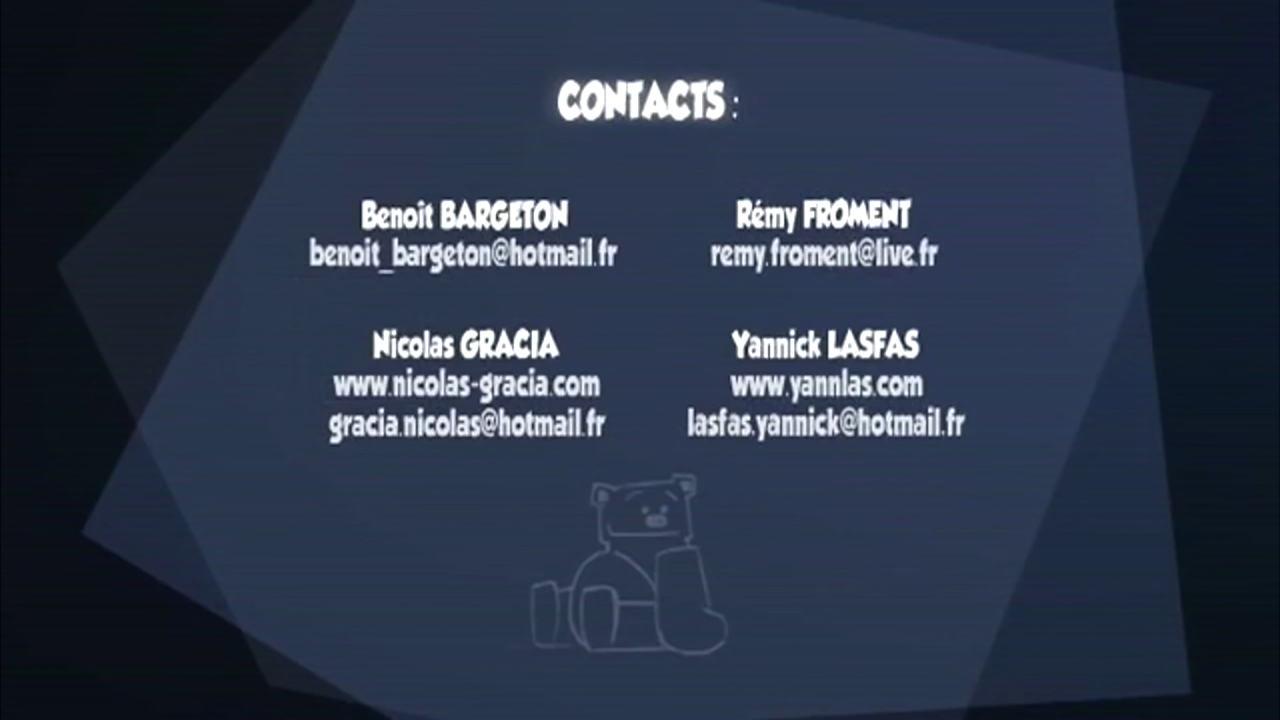 CONTACTS :
Benoit BARGETON
benoit_bargeton@hotmail.fr
Rémy FROMENT
remy.froment@live.fr
Nicolas GRACIA
www.nicolas-gracia.com
gracia.nicolas@hotmail.fr
Yannick LASFAS
www.yannlas.com
lasfas.yannick@hotmail.fr